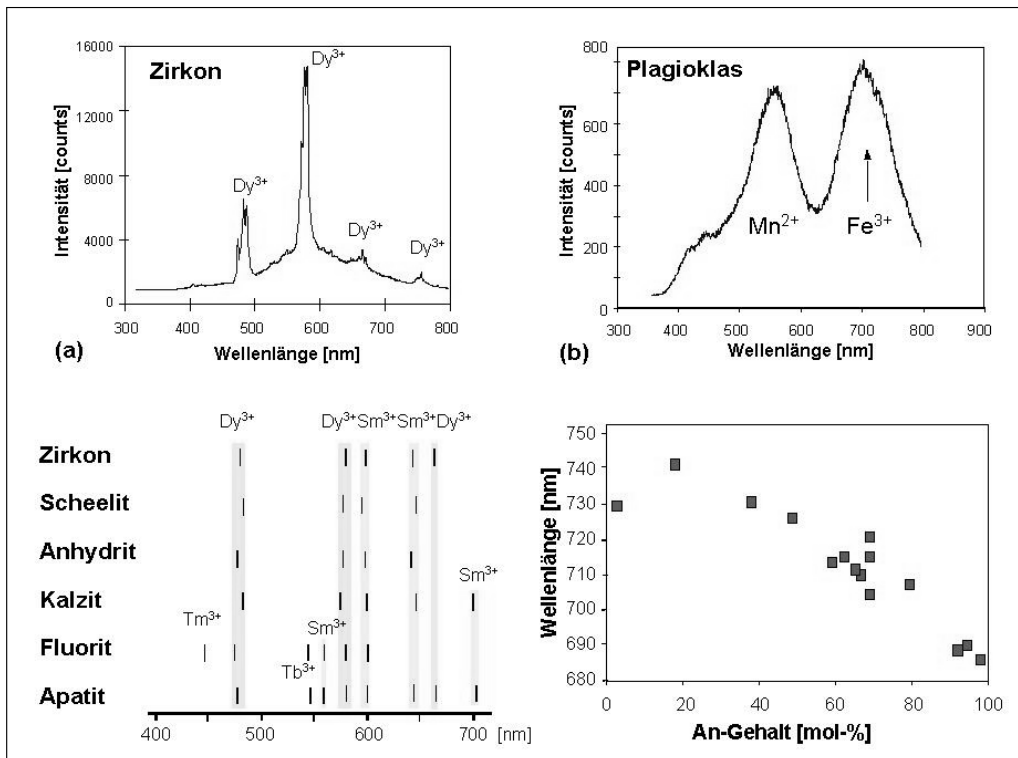 Zirkon
Dy³⁺
Dy³⁺
Dy³⁺
Dy³⁺
16000
12000
8000
4000
0
Intensität [counts]
300 400 500 600 700 800
Wellenlänge [nm]
(a)
Plagioklas
Mn²⁺
Fe³⁺
800
600
400
200
0
Intensität [counts]
300 400 500 600 700 800 900
Wellenlänge [nm]
(b)
Dy³⁺ Dy³⁺ Sm³⁺ Sm³⁺ Dy³⁺
Zirkon
Scheelit
Anhydrit
Sm³⁺
Kalzit
Tm³⁺
Sm³⁺
Fluorit
Tb³⁺
Apatit
400 500 600 700 [nm]
750
740
730
720
710
700
690
680
Wellenlänge [nm]
0 20 40 60 80 100
An-Gehalt [mol-%]